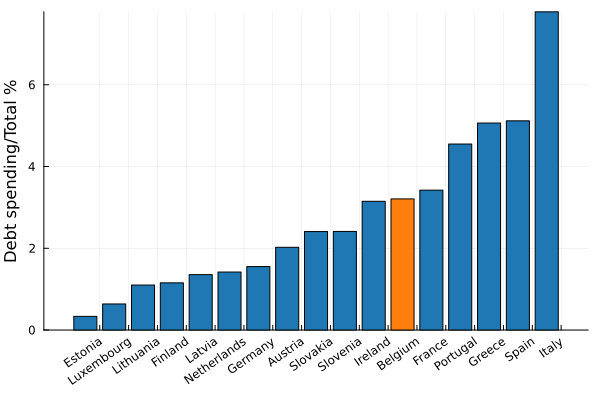 Debt spending/Total %
6
4
2
0
Estonia
Luxembourg
Lithuania
Finland
Latvia
Netherlands
Germany
Austria
Slovakia
Slovenia
Ireland
Belgium
France
Portugal
Greece
Spain
Italy